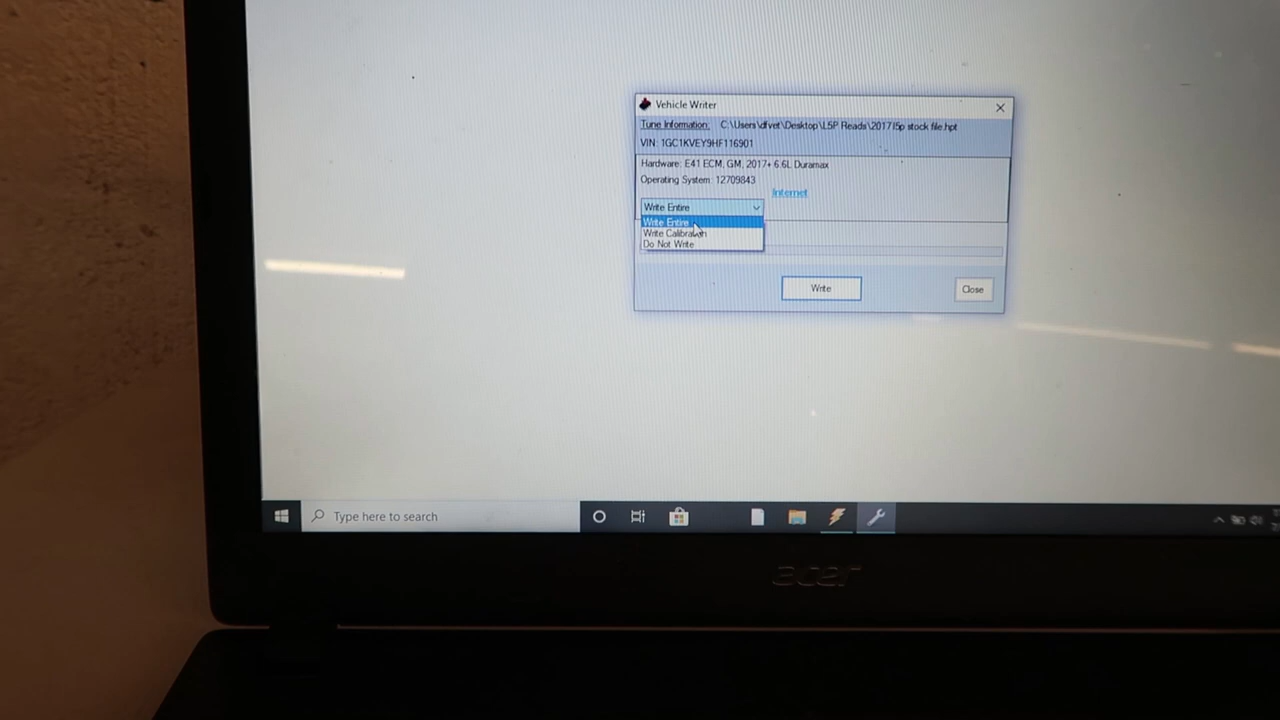 Vehicle Writer
Tune Information: C:\Users\dfvet\Desktop\L5P Reads\2017 l5p stock file.hpt
VIN: 1GC1KVEY9HF116901
Hardware: E41 ECM, GM, 2017+ 6.6L Duramax
Operating System: 12709843
Internet
Write Entire
Write Entire
Write Calibration
Do Not Write
Write
Close
Type here to search
acer